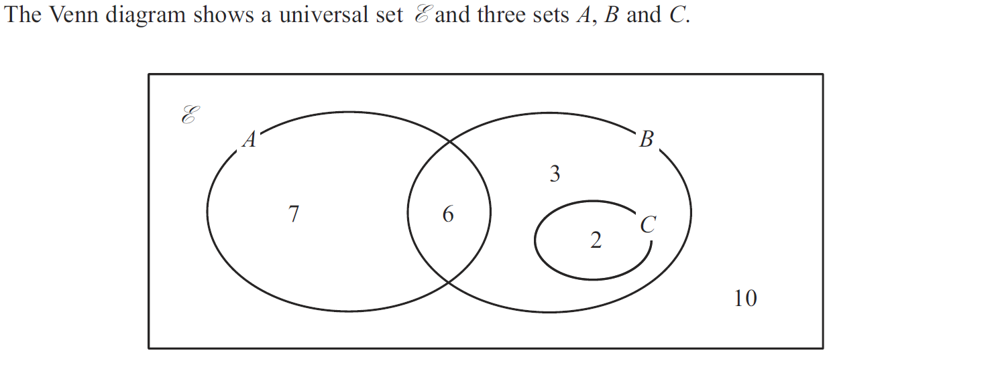 The Venn diagram shows a universal set ℰ and three sets A, B and C.
ℰ
A
B
3
7
6
C
2
10